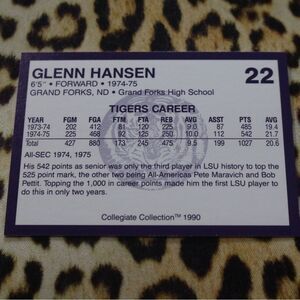 GLENN HANSEN 22
6'5" • FORWARD • 1974-75
GRAND FORKS, ND • Grand Forks High School
TIGERS CAREER
YEAR FG FGA FT FTA REB AVG ASST PTS AVG
1973-74 202 412 81 120 225 9.0 87 485 19.4
1974-75 225 468 92 125 250 10.0 112 542 21.7
Total 427 880 173 245 475 9.5 199 1027 20.6
All-SEC 1974, 1975
His 542 points as senior was only the third player in LSU history to top the
525 point mark, the other two being All-Americas Pete Maravich and Bob
Pettit. Topping the 1,000 in career points made him the first LSU player to
do this in only two years.
Collegiate Collection™ 1990